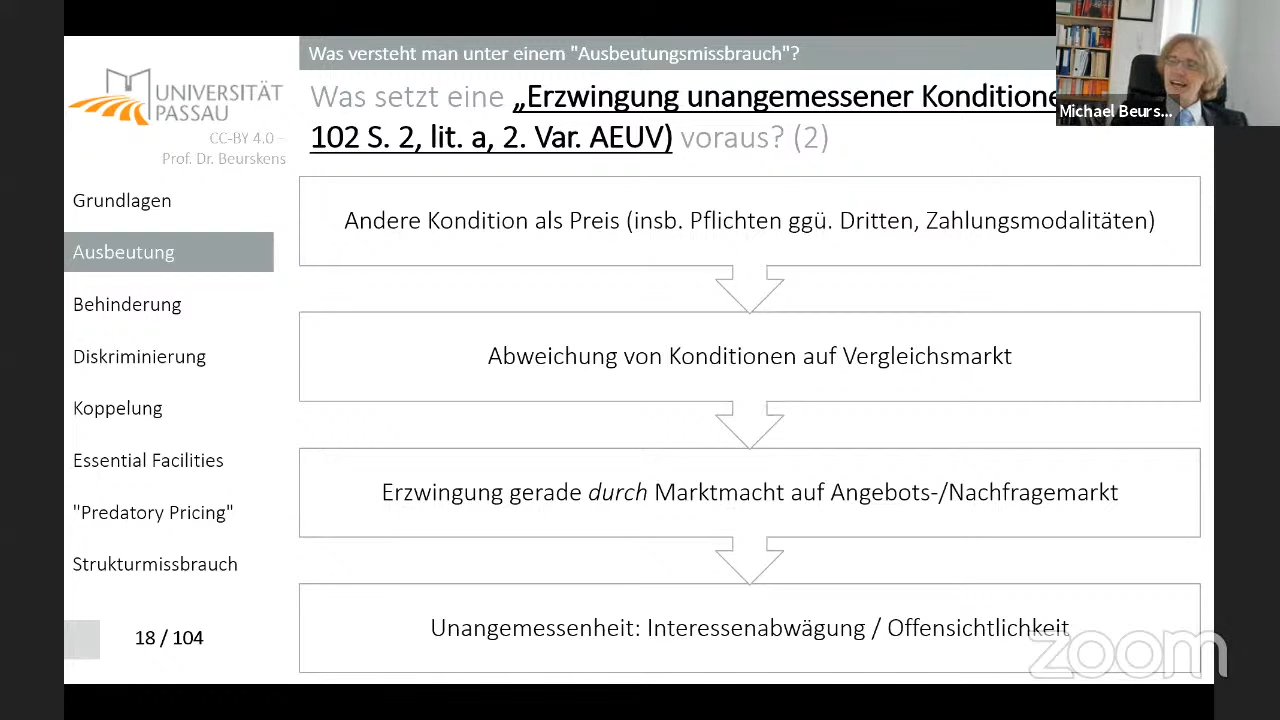 Was versteht man unter einem "Ausbeutungsmissbrauch"?
UNIVERSITÄT
PASSAU
CC-BY 4.0 –
Prof. Dr. Beurskens
Was setzt eine „Erzwingung unangemessener Konditione
102 S. 2, lit. a, 2. Var. AEUV) voraus? (2)
Michael Beurs...
Grundlagen
Ausbeutung
Behinderung
Diskriminierung
Koppelung
Essential Facilities
"Predatory Pricing"
Strukturmissbrauch
18 / 104
Andere Kondition als Preis (insb. Pflichten ggü. Dritten, Zahlungsmodalitäten)
Abweichung von Konditionen auf Vergleichsmarkt
Erzwingung gerade durch Marktmacht auf Angebots-/Nachfragemarkt
Unangemessenheit: Interessenabwägung / Offensichtlichkeit
zoom